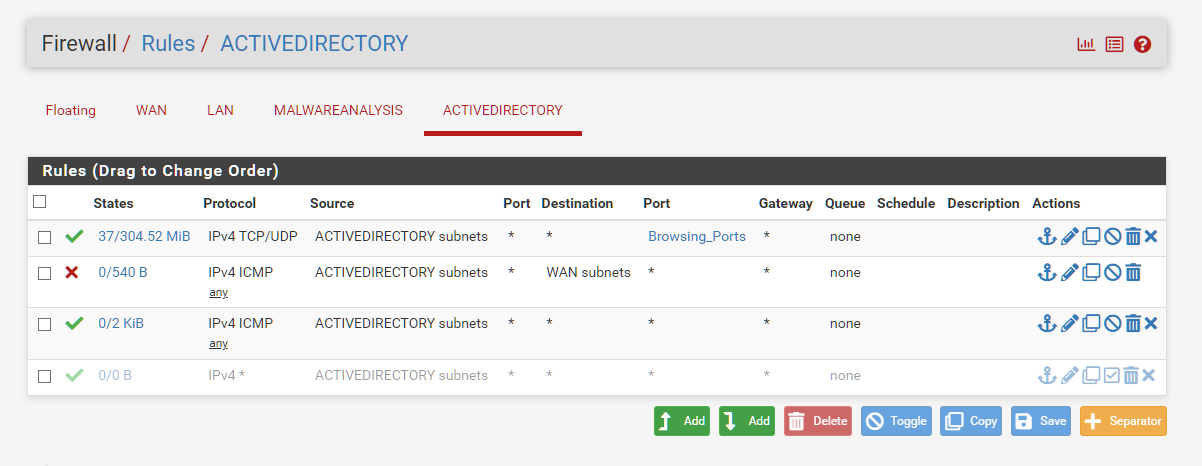 Firewall / Rules / ACTIVEDIRECTORY
Floating WAN LAN MALWAREANALYSIS ACTIVEDIRECTORY
Rules (Drag to Change Order)
States Protocol Source Port Destination Port Gateway Queue Schedule Description Actions
37/304.52 MiB IPv4 TCP/UDP ACTIVEDIRECTORY subnets * * Browsing_Ports * none
0/540 B IPv4 ICMP ACTIVEDIRECTORY subnets * WAN subnets * * none
any
0/2 KiB IPv4 ICMP ACTIVEDIRECTORY subnets * * * * none
any
0/0 B IPv4 * ACTIVEDIRECTORY subnets * * * * none
Add Add Delete Toggle Copy Save Separator